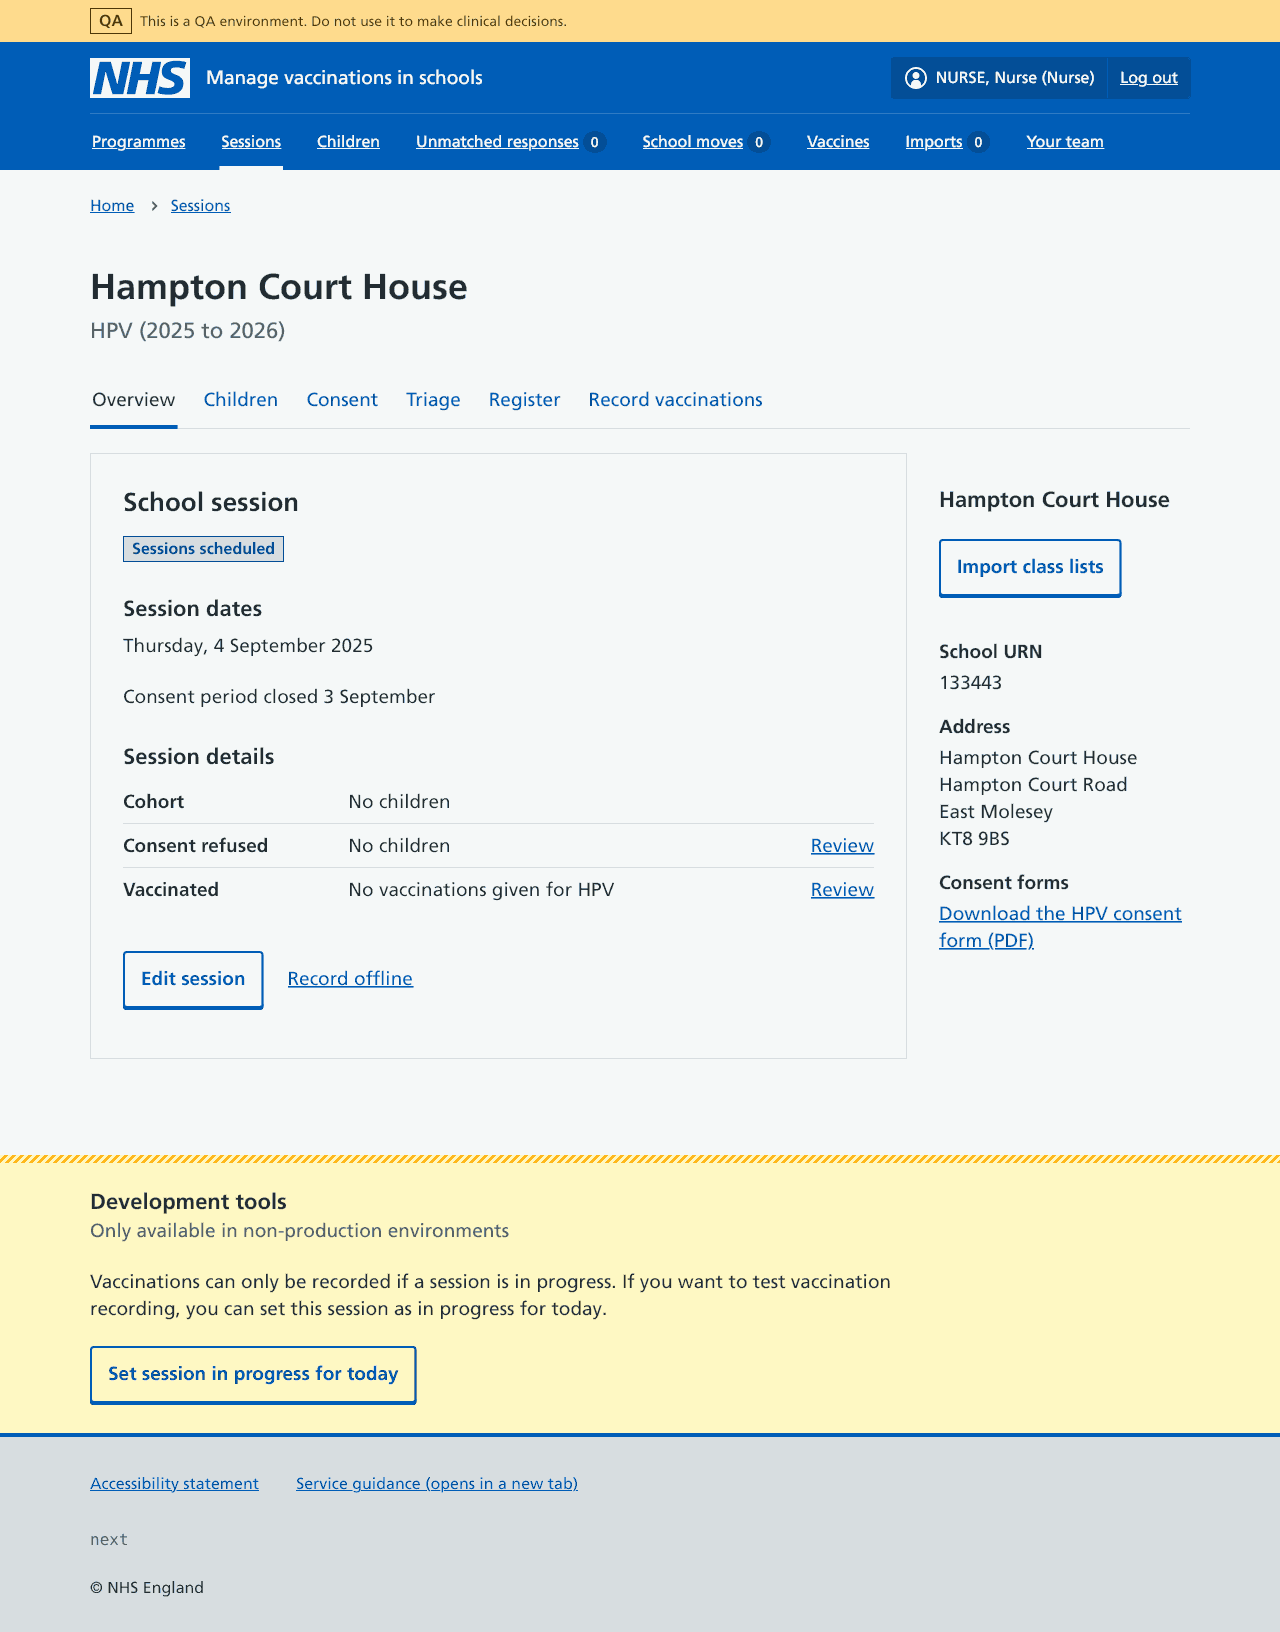 QA This is a QA environment. Do not use it to make clinical decisions.
NHS Manage vaccinations in schools NURSE, Nurse (Nurse) Log out
Programmes Sessions Children Unmatched responses 0 School moves 0 Vaccines Imports 0 Your team
Home Sessions
Hampton Court House
HPV (2025 to 2026)
Overview Children Consent Triage Register Record vaccinations
School session
Sessions scheduled
Session dates
Thursday, 4 September 2025
Consent period closed 3 September
Session details
Cohort No children
Consent refused No children Review
Vaccinated No vaccinations given for HPV Review
Edit session Record offline
Hampton Court House
Import class lists
School URN
133443
Address
Hampton Court House
Hampton Court Road
East Molesey
KT8 9BS
Consent forms
Download the HPV consent
form (PDF)
Development tools
Only available in non-production environments
Vaccinations can only be recorded if a session is in progress. If you want to test vaccination
recording, you can set this session as in progress for today.
Set session in progress for today
Accessibility statement Service guidance (opens in a new tab)
next
© NHS England